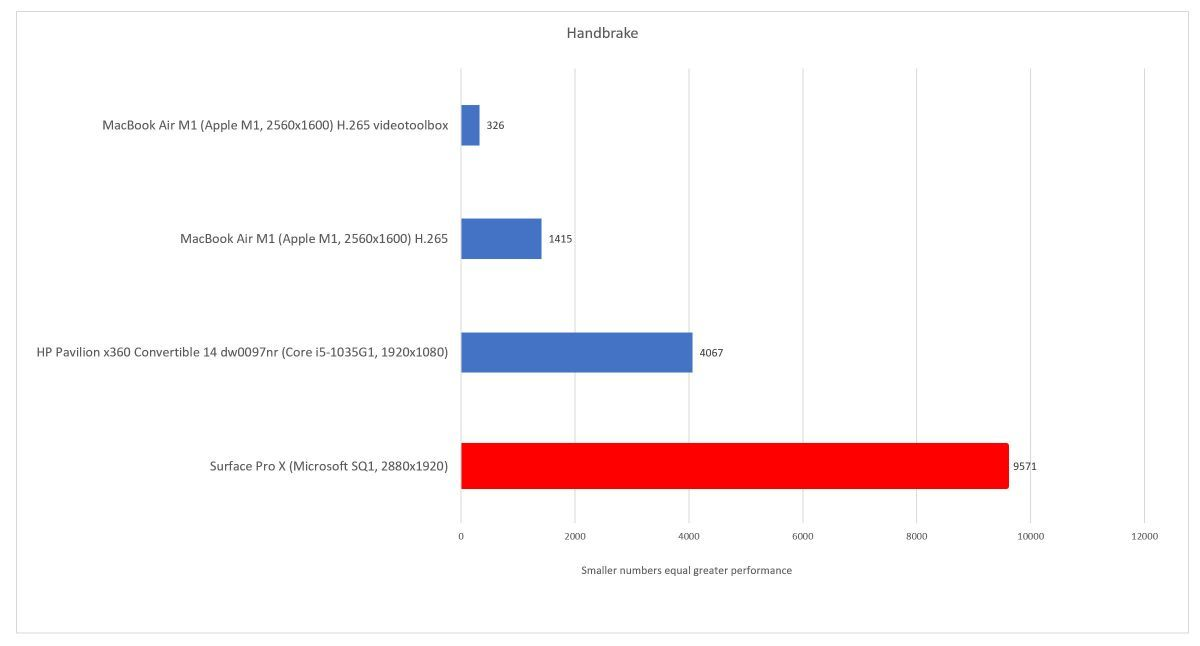 Handbrake
MacBook Air M1 (Apple M1, 2560x1600) H.265 videotoolbox
326
MacBook Air M1 (Apple M1, 2560x1600) H.265
1415
HP Pavilion x360 Convertible 14 dw0097nr (Core i5-1035G1, 1920x1080)
4067
Surface Pro X (Microsoft SQ1, 2880x1920)
9571
0 2000 4000 6000 8000 10000 12000
Smaller numbers equal greater performance